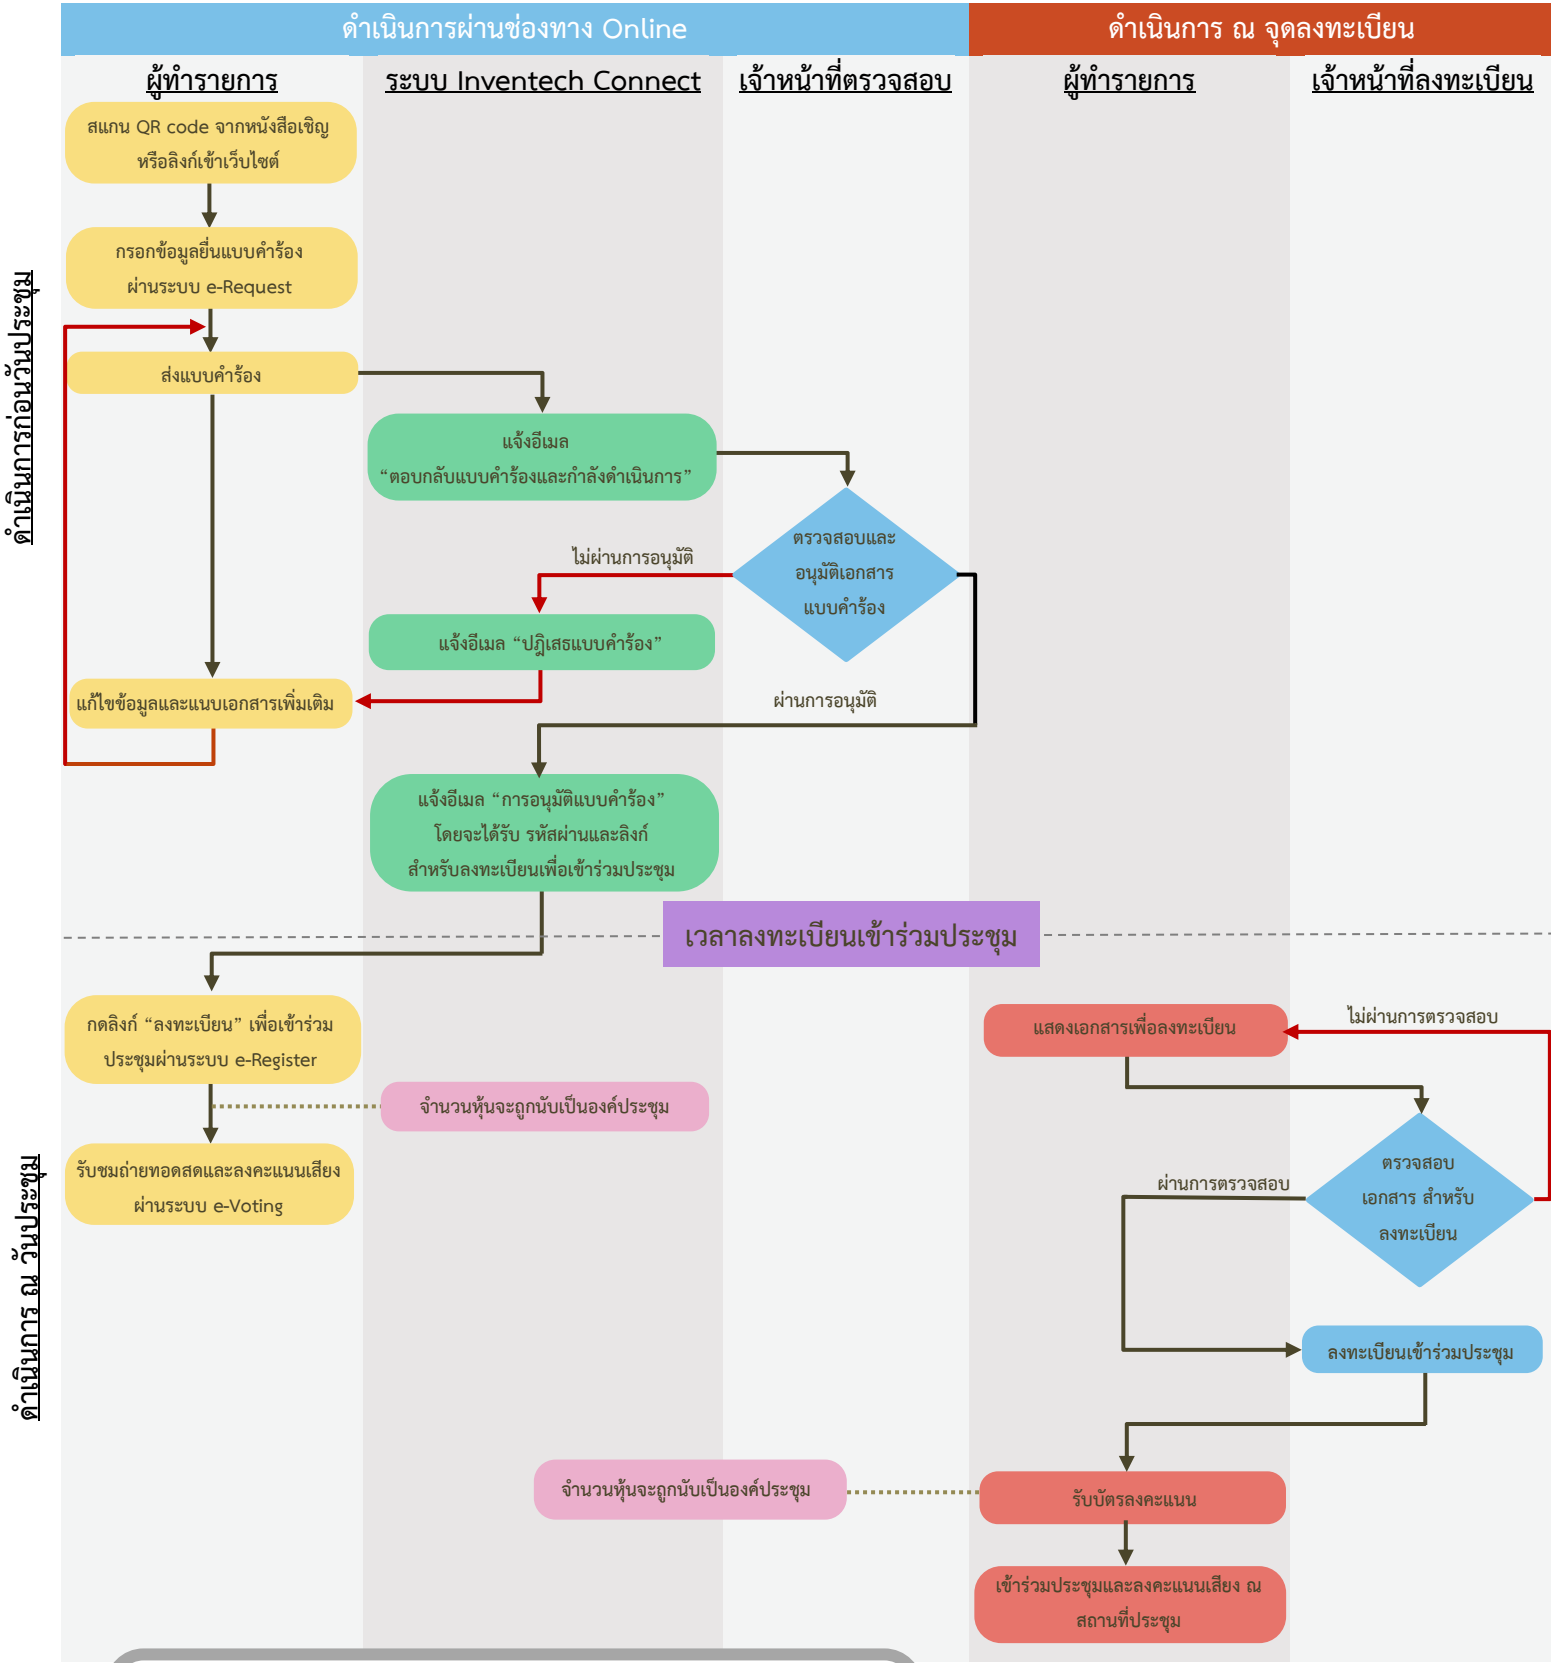 ดำเนินการผ่านช่องทาง Online
ดำเนินการ ณ จุดลงทะเบียน
ผู้ทำรายการ
ระบบ Inventech Connect
เจ้าหน้าที่ตรวจสอบ
ผู้ทำรายการ
เจ้าหน้าที่ลงทะเบียน
ดำเนินการก่อนวันประชุม
สแกน QR code จากหนังสือเชิญ
หรือลิงก์เข้าเว็บไซต์
กรอกข้อมูลยื่นแบบคำร้อง
ผ่านระบบ e-Request
ส่งแบบคำร้อง
แจ้งอีเมล
“ตอบกลับแบบคำร้องและกำลังดำเนินการ”
ตรวจสอบและ
อนุมัติเอกสาร
แบบคำร้อง
ไม่ผ่านการอนุมัติ
แจ้งอีเมล “ปฎิเสธแบบคำร้อง”
แก้ไขข้อมูลและแนบเอกสารเพิ่มเติม
ผ่านการอนุมัติ
แจ้งอีเมล “การอนุมัติแบบคำร้อง”
โดยจะได้รับ รหัสผ่านและลิงก์
สำหรับลงทะเบียนเพื่อเข้าร่วมประชุม
เวลาลงทะเบียนเข้าร่วมประชุม
ดำเนินการ ณ วันประชุม
กดลิงก์ “ลงทะเบียน” เพื่อเข้าร่วม
ประชุมผ่านระบบ e-Register
จำนวนหุ้นจะถูกนับเป็นองค์ประชุม
รับชมถ่ายทอดสดและลงคะแนนเสียง
ผ่านระบบ e-Voting
แสดงเอกสารเพื่อลงทะเบียน
ไม่ผ่านการตรวจสอบ
ตรวจสอบ
เอกสาร สำหรับ
ลงทะเบียน
ผ่านการตรวจสอบ
ลงทะเบียนเข้าร่วมประชุม
จำนวนหุ้นจะถูกนับเป็นองค์ประชุม
รับบัตรลงคะแนน
เข้าร่วมประชุมและลงคะแนนเสียง ณ
สถานที่ประชุม